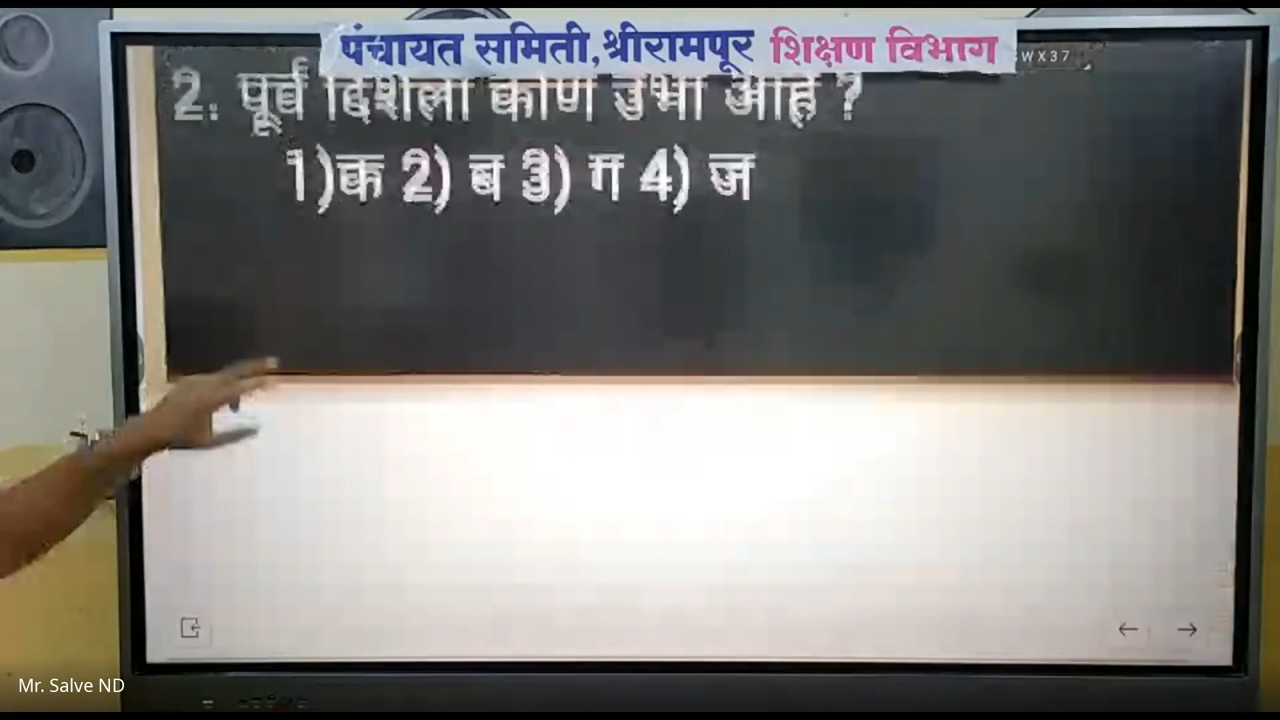 पंचायत समिती,श्रीरामपूर शिक्षण विभाग
WX37
2. पूर्व दिशेला कोण उभा आहे ?
1)क 2) ब 3) ग 4) ज
Mr. Salve ND